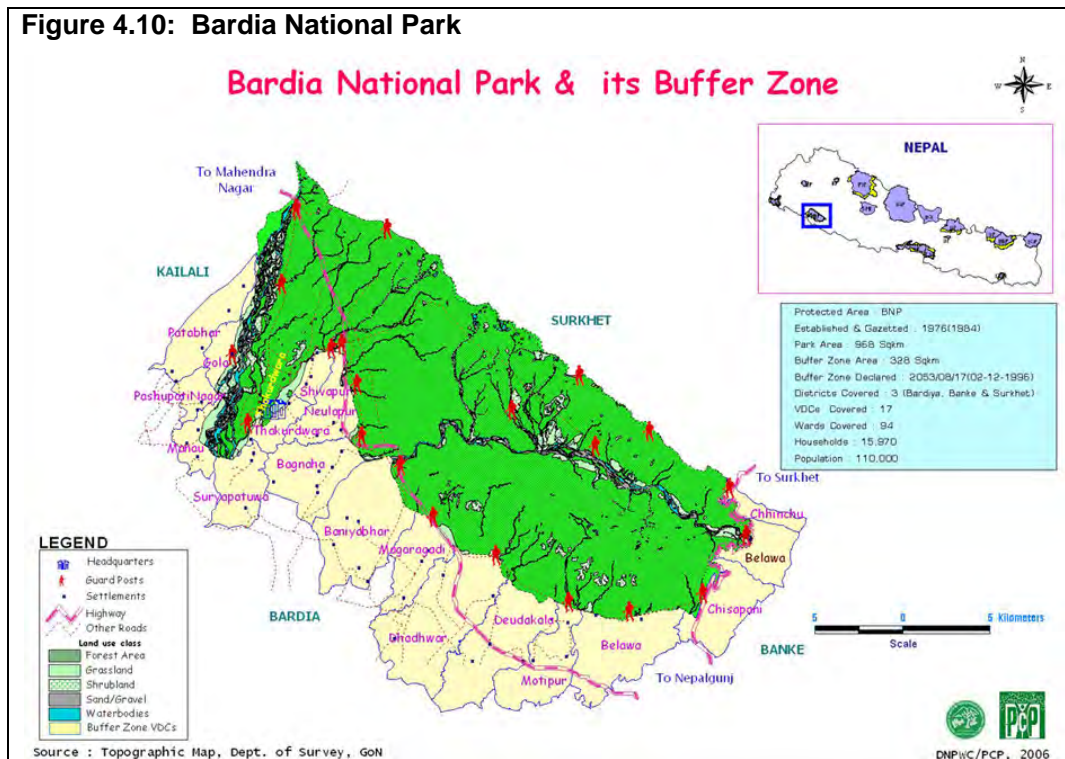 Figure 4.10: Bardia National Park
Bardia National Park & its Buffer Zone
N
W E
S
NEPAL
To Mahendra
Nagar
KAILALI
SURKHET
Patabhar
Gola
Pashupati Nagar
Manau
Shivapur
Neulapur
Thakurdwara
Bagnaha
Suryapatuwa
Baniyabhar
Magaragadi
BARDIA
Dhadhwar
Deudakala
Motipur
Belawa
To Surkhet
Chhinchu
Belawa
Chisapani
BANKE
To Nepalgunj
Protected Area : BNP
Established & Gazetted : 1976(1984)
Park Area : 968 Sqkm
Buffer Zone Area : 328 Sqkm
Buffer Zone Declared : 2053/08/17(02-12-1996)
Districts Covered : 3 (Bardiya, Banke & Surkhet)
VDCs Covered : 17
Wards Covered : 94
Households : 15,970
Population : 110,000
LEGEND
Headquarters
Guard Posts
Settlements
Highway
Other Roads
Land use class
Forest Area
Grassland
Shrubland
Sand/Gravel
Waterbodies
Buffer Zone VDCs
5 0 5 Kilometers
Scale
PCP
Source : Topographic Map, Dept. of Survey, GoN
DNPWC/PCP, 2006